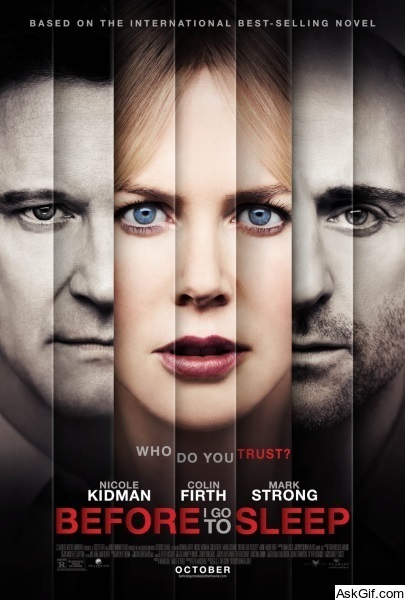 BASED ON THE INTERNATIONAL BEST-SELLING NOVEL
WHO DO YOU TRUST?
NICOLE KIDMAN
COLIN FIRTH
MARK STRONG
BEFORE I GO TO SLEEP
R
OCTOBER
AskGif.com